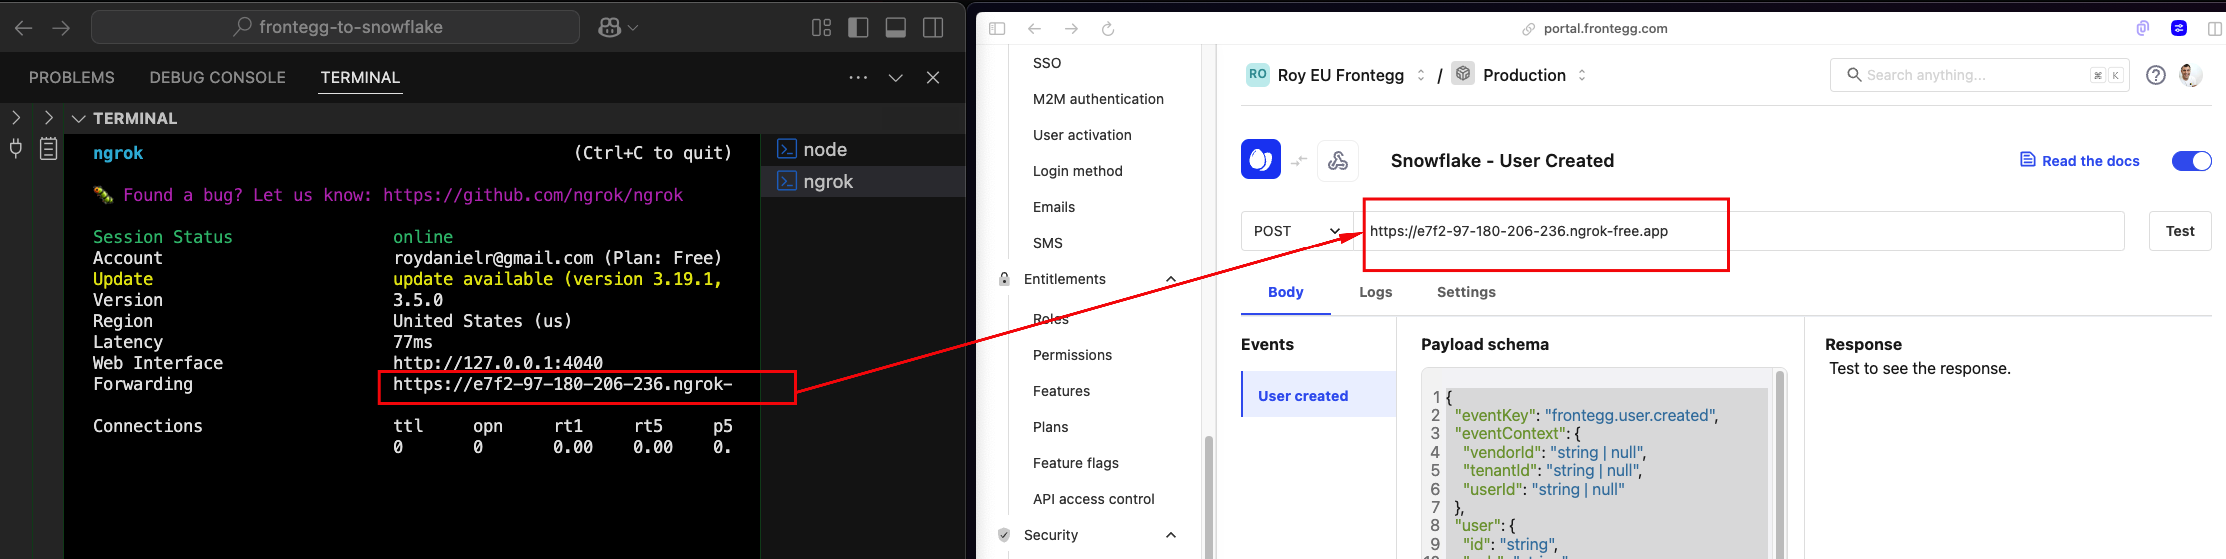 frontegg-to-snowflake
PROBLEMS DEBUG CONSOLE TERMINAL
TERMINAL
ngrok (Ctrl+C to quit)
Found a bug? Let us know: https://github.com/ngrok/ngrok
Session Status online
Account roydanielr@gmail.com (Plan: Free)
Update update available (version 3.19.1,
Version 3.5.0
Region United States (us)
Latency 77ms
Web Interface http://127.0.0.1:4040
Forwarding https://e7f2-97-180-206-236.ngrok-
Connections ttl opn rt1 rt5 p5
0 0 0.00 0.00 0.
node
ngrok
portal.frontegg.com
SSO
M2M authentication
User activation
Login method
Emails
SMS
Entitlements
Roles
Permissions
Features
Plans
Feature flags
API access control
Security
RO Roy EU Frontegg / Production
Search anything... ⌘ K
Snowflake - User Created
Read the docs
POST https://e7f2-97-180-206-236.ngrok-free.app Test
Body Logs Settings
Events
User created
Payload schema
1 {
2 "eventKey": "frontegg.user.created",
3 "eventContext": {
4 "vendorId": "string | null",
5 "tenantId": "string | null",
6 "userId": "string | null"
7 },
8 "user": {
9 "id": "string",
Response
Test to see the response.